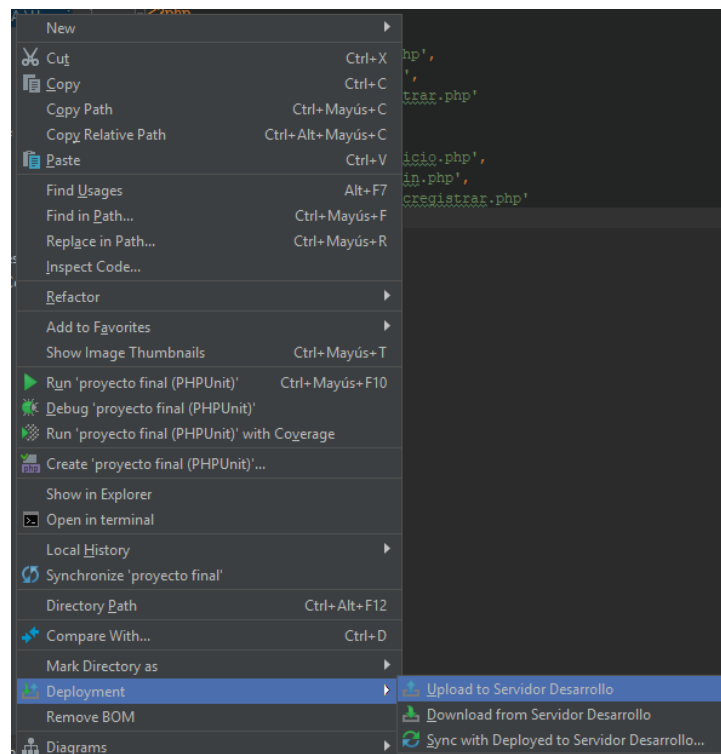 <?php
New
hp',
Cut Ctrl+X
',
Copy Ctrl+C
trar.php'
Copy Path Ctrl+Mayús+C
Copy Relative Path Ctrl+Alt+Mayús+C
Paste Ctrl+V
icio.php',
in.php',
Find Usages Alt+F7
cregistrar.php'
Find in Path... Ctrl+Mayús+F
Replace in Path... Ctrl+Mayús+R
Inspect Code...
Refactor
Add to Favorites
Show Image Thumbnails Ctrl+Mayús+T
Run 'proyecto final (PHPUnit)' Ctrl+Mayús+F10
Debug 'proyecto final (PHPUnit)'
Run 'proyecto final (PHPUnit)' with Coverage
Create 'proyecto final (PHPUnit)'...
Show in Explorer
Open in terminal
Local History
Synchronize 'proyecto final'
Directory Path Ctrl+Alt+F12
Compare With... Ctrl+D
Mark Directory as
Deployment
Upload to Servidor Desarrollo
Remove BOM
Download from Servidor Desarrollo
Diagrams
Sync with Deployed to Servidor Desarrollo...